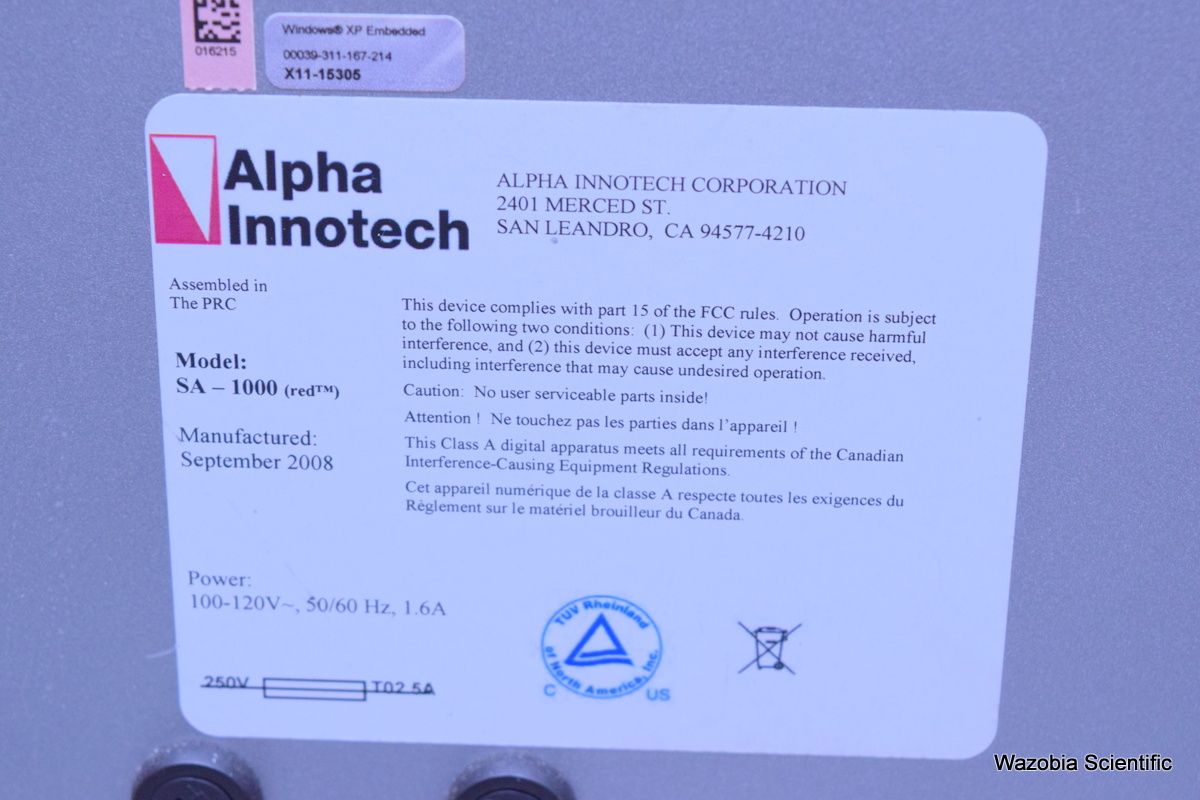 016215
Windows® XP Embedded
00039-311-167-214
X11-15305
Alpha
Innotech
ALPHA INNOTECH CORPORATION
2401 MERCED ST.
SAN LEANDRO, CA 94577-4210
Assembled in
The PRC
Model:
SA – 1000 (red™)
Manufactured:
September 2008
This device complies with part 15 of the FCC rules. Operation is subject
to the following two conditions: (1) This device may not cause harmful
interference, and (2) this device must accept any interference received,
including interference that may cause undesired operation.
Caution: No user serviceable parts inside!
Attention ! Ne touchez pas les parties dans l'appareil !
This Class A digital apparatus meets all requirements of the Canadian
Interference-Causing Equipment Regulations.
Cet appareil numérique de la classe A respecte toutes les exigences du
Règlement sur le matériel brouilleur du Canada.
Power:
100-120V~, 50/60 Hz, 1.6A
250V T02.5A
TUV Rheinland
of North America, Inc.
C US
Wazobia Scientific